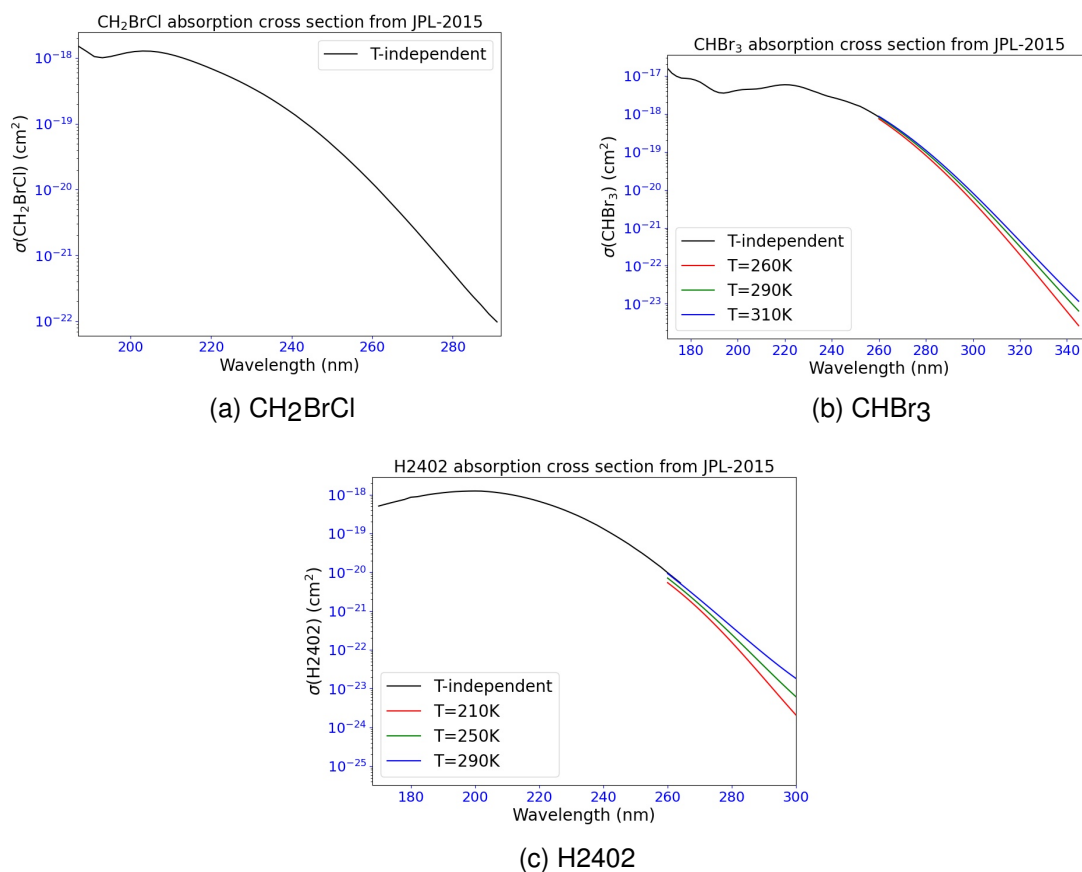 CH₂BrCl absorption cross section from JPL-2015
T-independent
σ(CH₂BrCl) (cm²)
10⁻¹⁸
10⁻¹⁹
10⁻²⁰
10⁻²¹
10⁻²²
200 220 240 260 280
Wavelength (nm)
(a) CH₂BrCl
CHBr₃ absorption cross section from JPL-2015
σ(CHBr₃) (cm²)
10⁻¹⁷
10⁻¹⁸
10⁻¹⁹
10⁻²⁰
10⁻²¹
10⁻²²
10⁻²³
T-independent
T=260K
T=290K
T=310K
180 200 220 240 260 280 300 320 340
Wavelength (nm)
(b) CHBr₃
H2402 absorption cross section from JPL-2015
σ(H2402) (cm²)
10⁻¹⁸
10⁻¹⁹
10⁻²⁰
10⁻²¹
10⁻²²
10⁻²³
10⁻²⁴
10⁻²⁵
T-independent
T=210K
T=250K
T=290K
180 200 220 240 260 280 300
Wavelength (nm)
(c) H2402